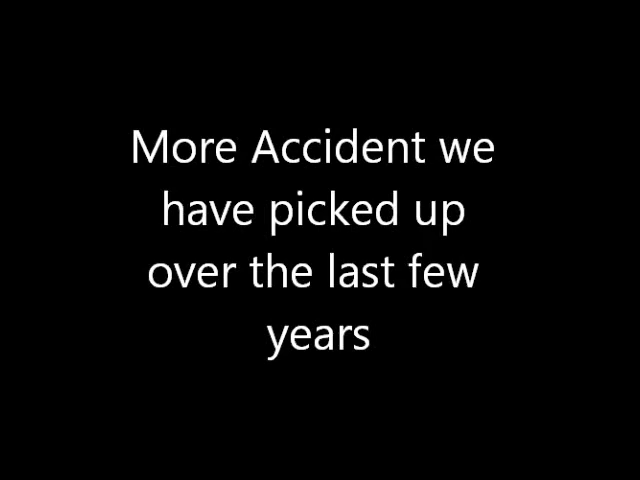 More Accident we
have picked up
over the last few
years